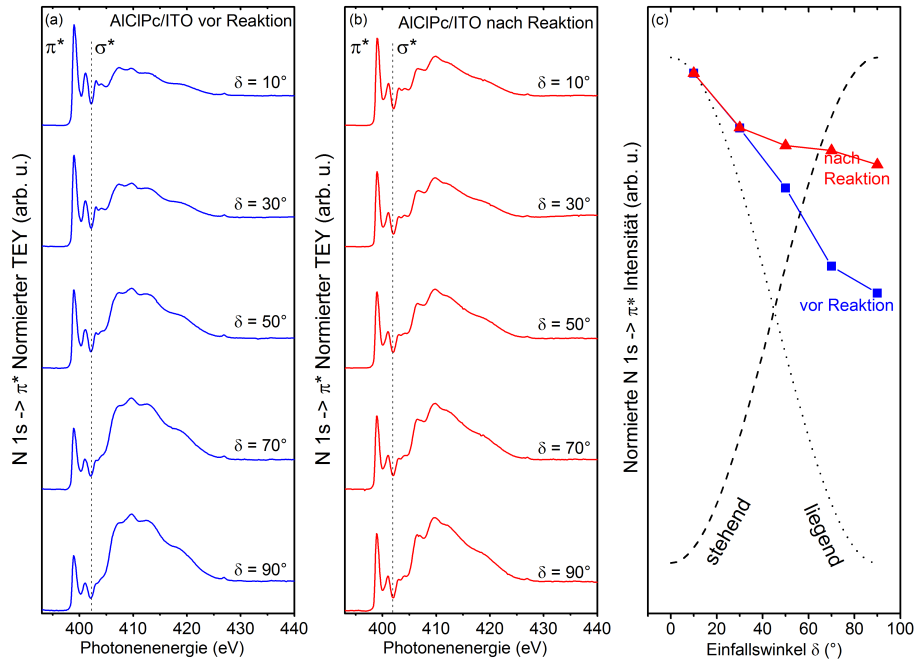 (a)
AlClPc/ITO vor Reaktion
π*
σ*
δ = 10°
δ = 30°
δ = 50°
δ = 70°
δ = 90°
N 1s -> π* Normierter TEY (arb. u.)
400
410
420
430
440
Photonenenergie (eV)
(b)
AlClPc/ITO nach Reaktion
π*
σ*
δ = 10°
δ = 30°
δ = 50°
δ = 70°
δ = 90°
N 1s -> π* Normierter TEY (arb. u.)
400
410
420
430
440
Photonenenergie (eV)
(c)
nach
Reaktion
vor Reaktion
stehend
liegend
Normierte N 1s -> π* Intensität (arb. u.)
0
20
40
60
80
100
Einfallswinkel δ (°)